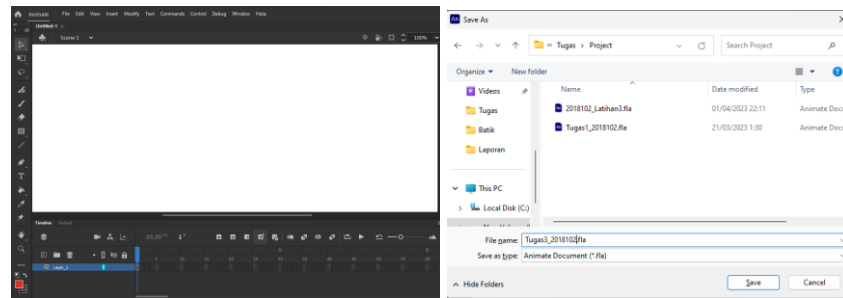 Animate File Edit View Insert Modify Text Commands Control Debug Window Help
Untitled-1
Scene 1 100%
Timeline Output
30.00 1
Layer_1
Save As
Tugas > Project
Search Project
Organize New folder
Name Date modified Type
Videos
Tugas
Batik
Laporan
This PC
Local Disk (C:)
2018102_Latihan3.fla 01/04/2023 22:11 Animate Doc
Tugas1_2018102.fla 21/03/2023 1:30 Animate Doc
File name: Tugas3_2018102.fla
Save as type: Animate Document (*.fla)
Hide Folders Save Cancel